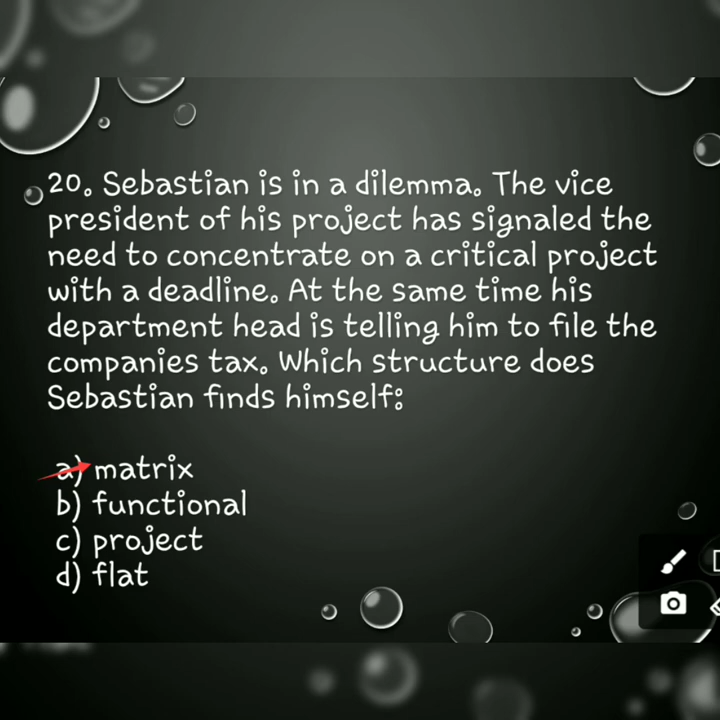 20. Sebastian is in a dilemma. The vice
president of his project has signaled the
need to concentrate on a critical project
with a deadline. At the same time his
department head is telling him to file the
companies tax. Which structure does
Sebastian finds himself:
a) matrix
b) functional
c) project
d) flat